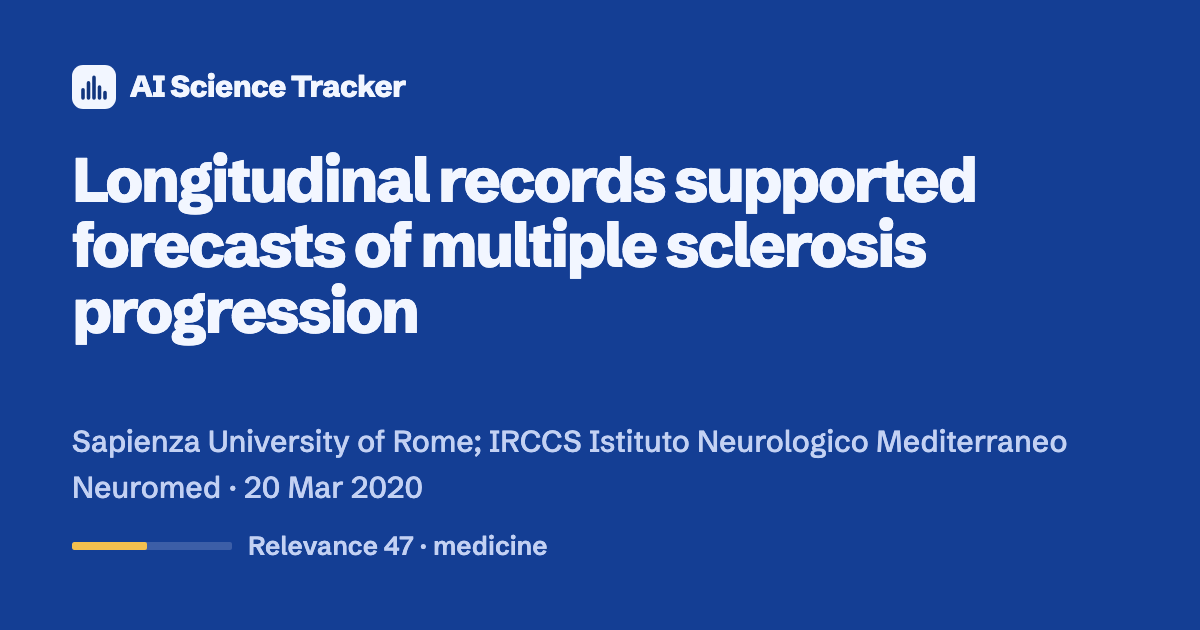 AI Science Tracker
Longitudinal records supported
forecasts of multiple sclerosis
progression
Sapienza University of Rome; IRCCS Istituto Neurologico Mediterraneo
Neuromed · 20 Mar 2020
Relevance 47 · medicine